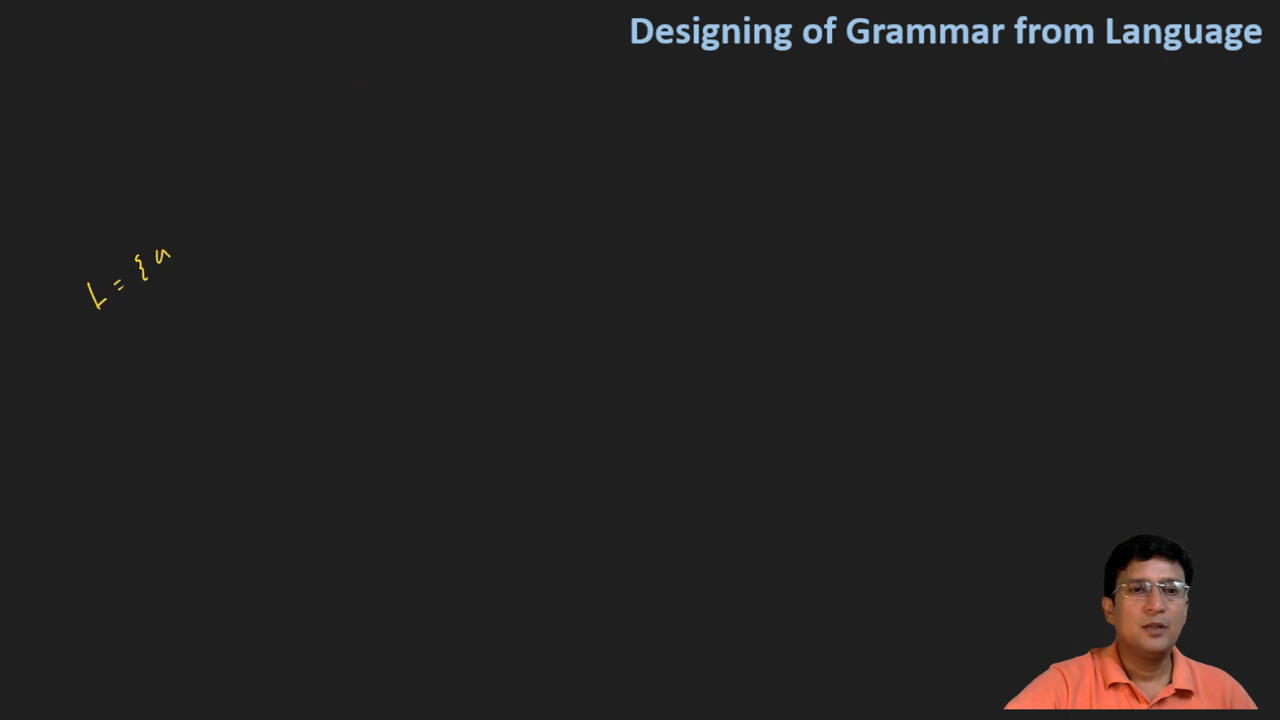 Designing of Grammar from Language
L = { a